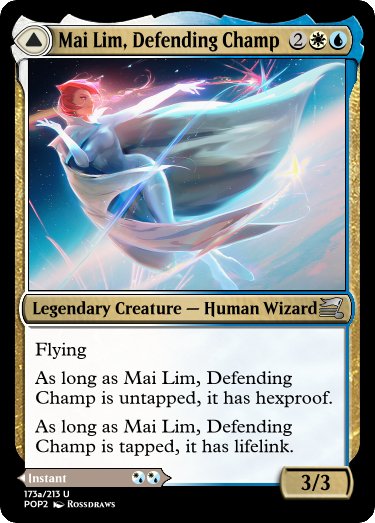 Mai Lim, Defending Champ 2
Legendary Creature — Human Wizard
Flying
As long as Mai Lim, Defending
Champ is untapped, it has hexproof.
As long as Mai Lim, Defending
Champ is tapped, it has lifelink.
Instant
3/3
173a/213 U
POP2 Rossdraws